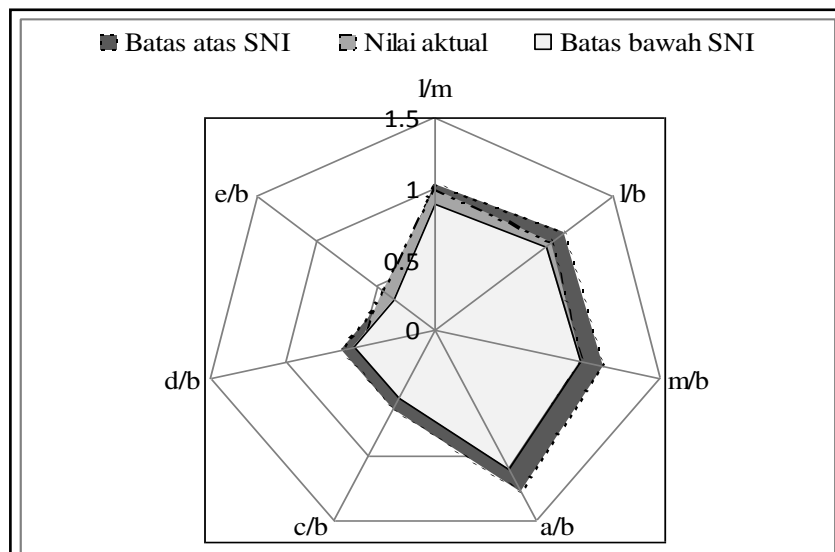 Batas atas SNI Nilai aktual Batas bawah SNI
l/m
1.5
e/b 1 l/b
0.5
0
d/b m/b
c/b a/b